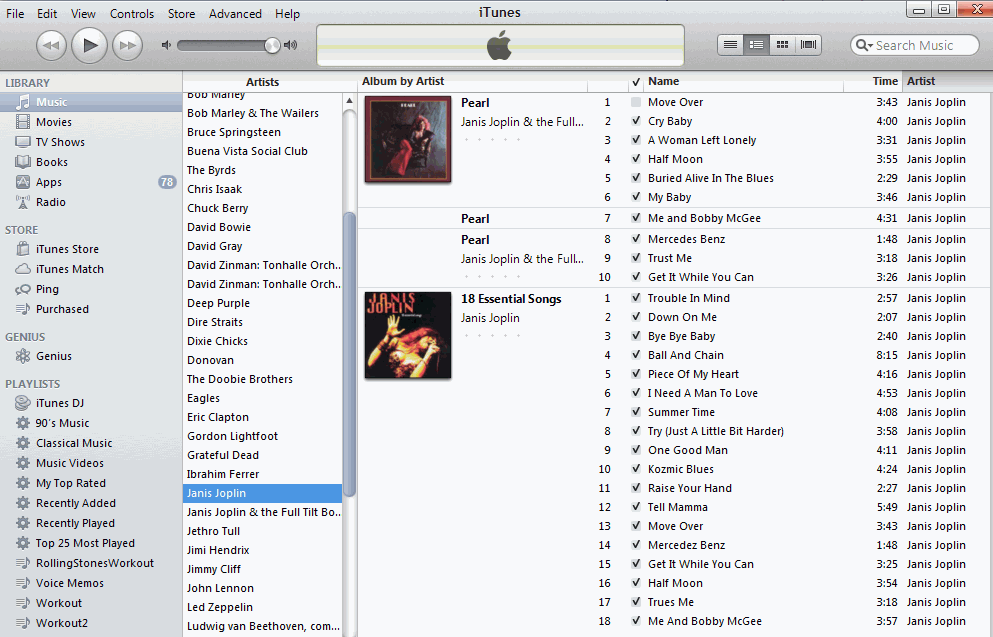 iTunes
File Edit View Controls Store Advanced Help
Search Music
LIBRARY
Music
Movies
TV Shows
Books
Apps 78
Radio
STORE
iTunes Store
iTunes Match
Ping
Purchased
GENIUS
Genius
PLAYLISTS
iTunes DJ
90's Music
Classical Music
Music Videos
My Top Rated
Recently Added
Recently Played
Top 25 Most Played
RollingStonesWorkout
Voice Memos
Workout
Workout2
Artists
Bob Marley
Bob Marley & The Wailers
Bruce Springsteen
Buena Vista Social Club
The Byrds
Chris Isaak
Chuck Berry
David Bowie
David Gray
David Zinman: Tonhalle Orch..
David Zinman: Tonhalle Orch..
Deep Purple
Dire Straits
Dixie Chicks
Donovan
The Doobie Brothers
Eagles
Eric Clapton
Gordon Lightfoot
Grateful Dead
Ibrahim Ferrer
Janis Joplin
Janis Joplin & the Full Tilt Bo..
Jethro Tull
Jimi Hendrix
Jimmy Cliff
John Lennon
Led Zeppelin
Ludwig van Beethoven, com...
Album by Artist ✓ Name Time Artist
PEARL
Pearl
Janis Joplin & the Full...
1 Move Over 3:43 Janis Joplin
2 ✓ Cry Baby 4:00 Janis Joplin
3 ✓ A Woman Left Lonely 3:31 Janis Joplin
4 ✓ Half Moon 3:55 Janis Joplin
5 ✓ Buried Alive In The Blues 2:29 Janis Joplin
6 ✓ My Baby 3:46 Janis Joplin
Pearl
7 ✓ Me and Bobby McGee 4:31 Janis Joplin
Pearl
Janis Joplin & the Full...
8 ✓ Mercedes Benz 1:48 Janis Joplin
9 ✓ Trust Me 3:18 Janis Joplin
10 ✓ Get It While You Can 3:26 Janis Joplin
JANIS
JOPLIN
18 Essential Songs
Janis Joplin
1 ✓ Trouble In Mind 2:57 Janis Joplin
2 ✓ Down On Me 2:07 Janis Joplin
3 ✓ Bye Bye Baby 2:40 Janis Joplin
4 ✓ Ball And Chain 8:15 Janis Joplin
5 ✓ Piece Of My Heart 4:16 Janis Joplin
6 ✓ I Need A Man To Love 4:53 Janis Joplin
7 ✓ Summer Time 4:08 Janis Joplin
8 ✓ Try (Just A Little Bit Harder) 3:58 Janis Joplin
9 ✓ One Good Man 4:11 Janis Joplin
10 ✓ Kozmic Blues 4:24 Janis Joplin
11 ✓ Raise Your Hand 2:27 Janis Joplin
12 ✓ Tell Mamma 5:49 Janis Joplin
13 ✓ Move Over 3:43 Janis Joplin
14 ✓ Mercedez Benz 1:48 Janis Joplin
15 ✓ Get It While You Can 3:25 Janis Joplin
16 ✓ Half Moon 3:54 Janis Joplin
17 ✓ Trues Me 3:18 Janis Joplin
18 ✓ Me And Bobby McGee 3:57 Janis Joplin